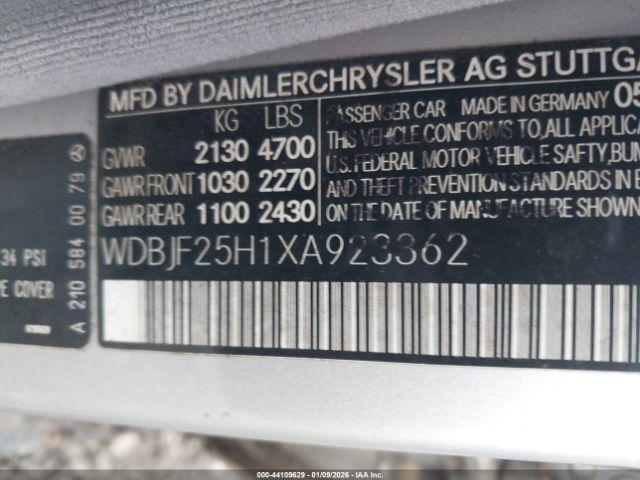 MFD BY DAIMLERCHRYSLER AG STUTTGA
KG LBS
GVWR 2130 4700
GAWR FRONT 1030 2270
GAWR REAR 1100 2430
PASSENGER CAR MADE IN GERMANY 05
THIS VEHICLE CONFORMS TO ALL APPLICA
U.S. FEDERAL MOTOR VEHICLE SAFTY, BUM
AND THEFT PREVENTION STANDARDS IN E
ON THE DATE OF MANUFACTURE SHOWN
WDBJF25H1XA923362
34 PSI
E COVER
A 210 584 00 79
000-44109629 | 01/09/2026 | IAA Inc.